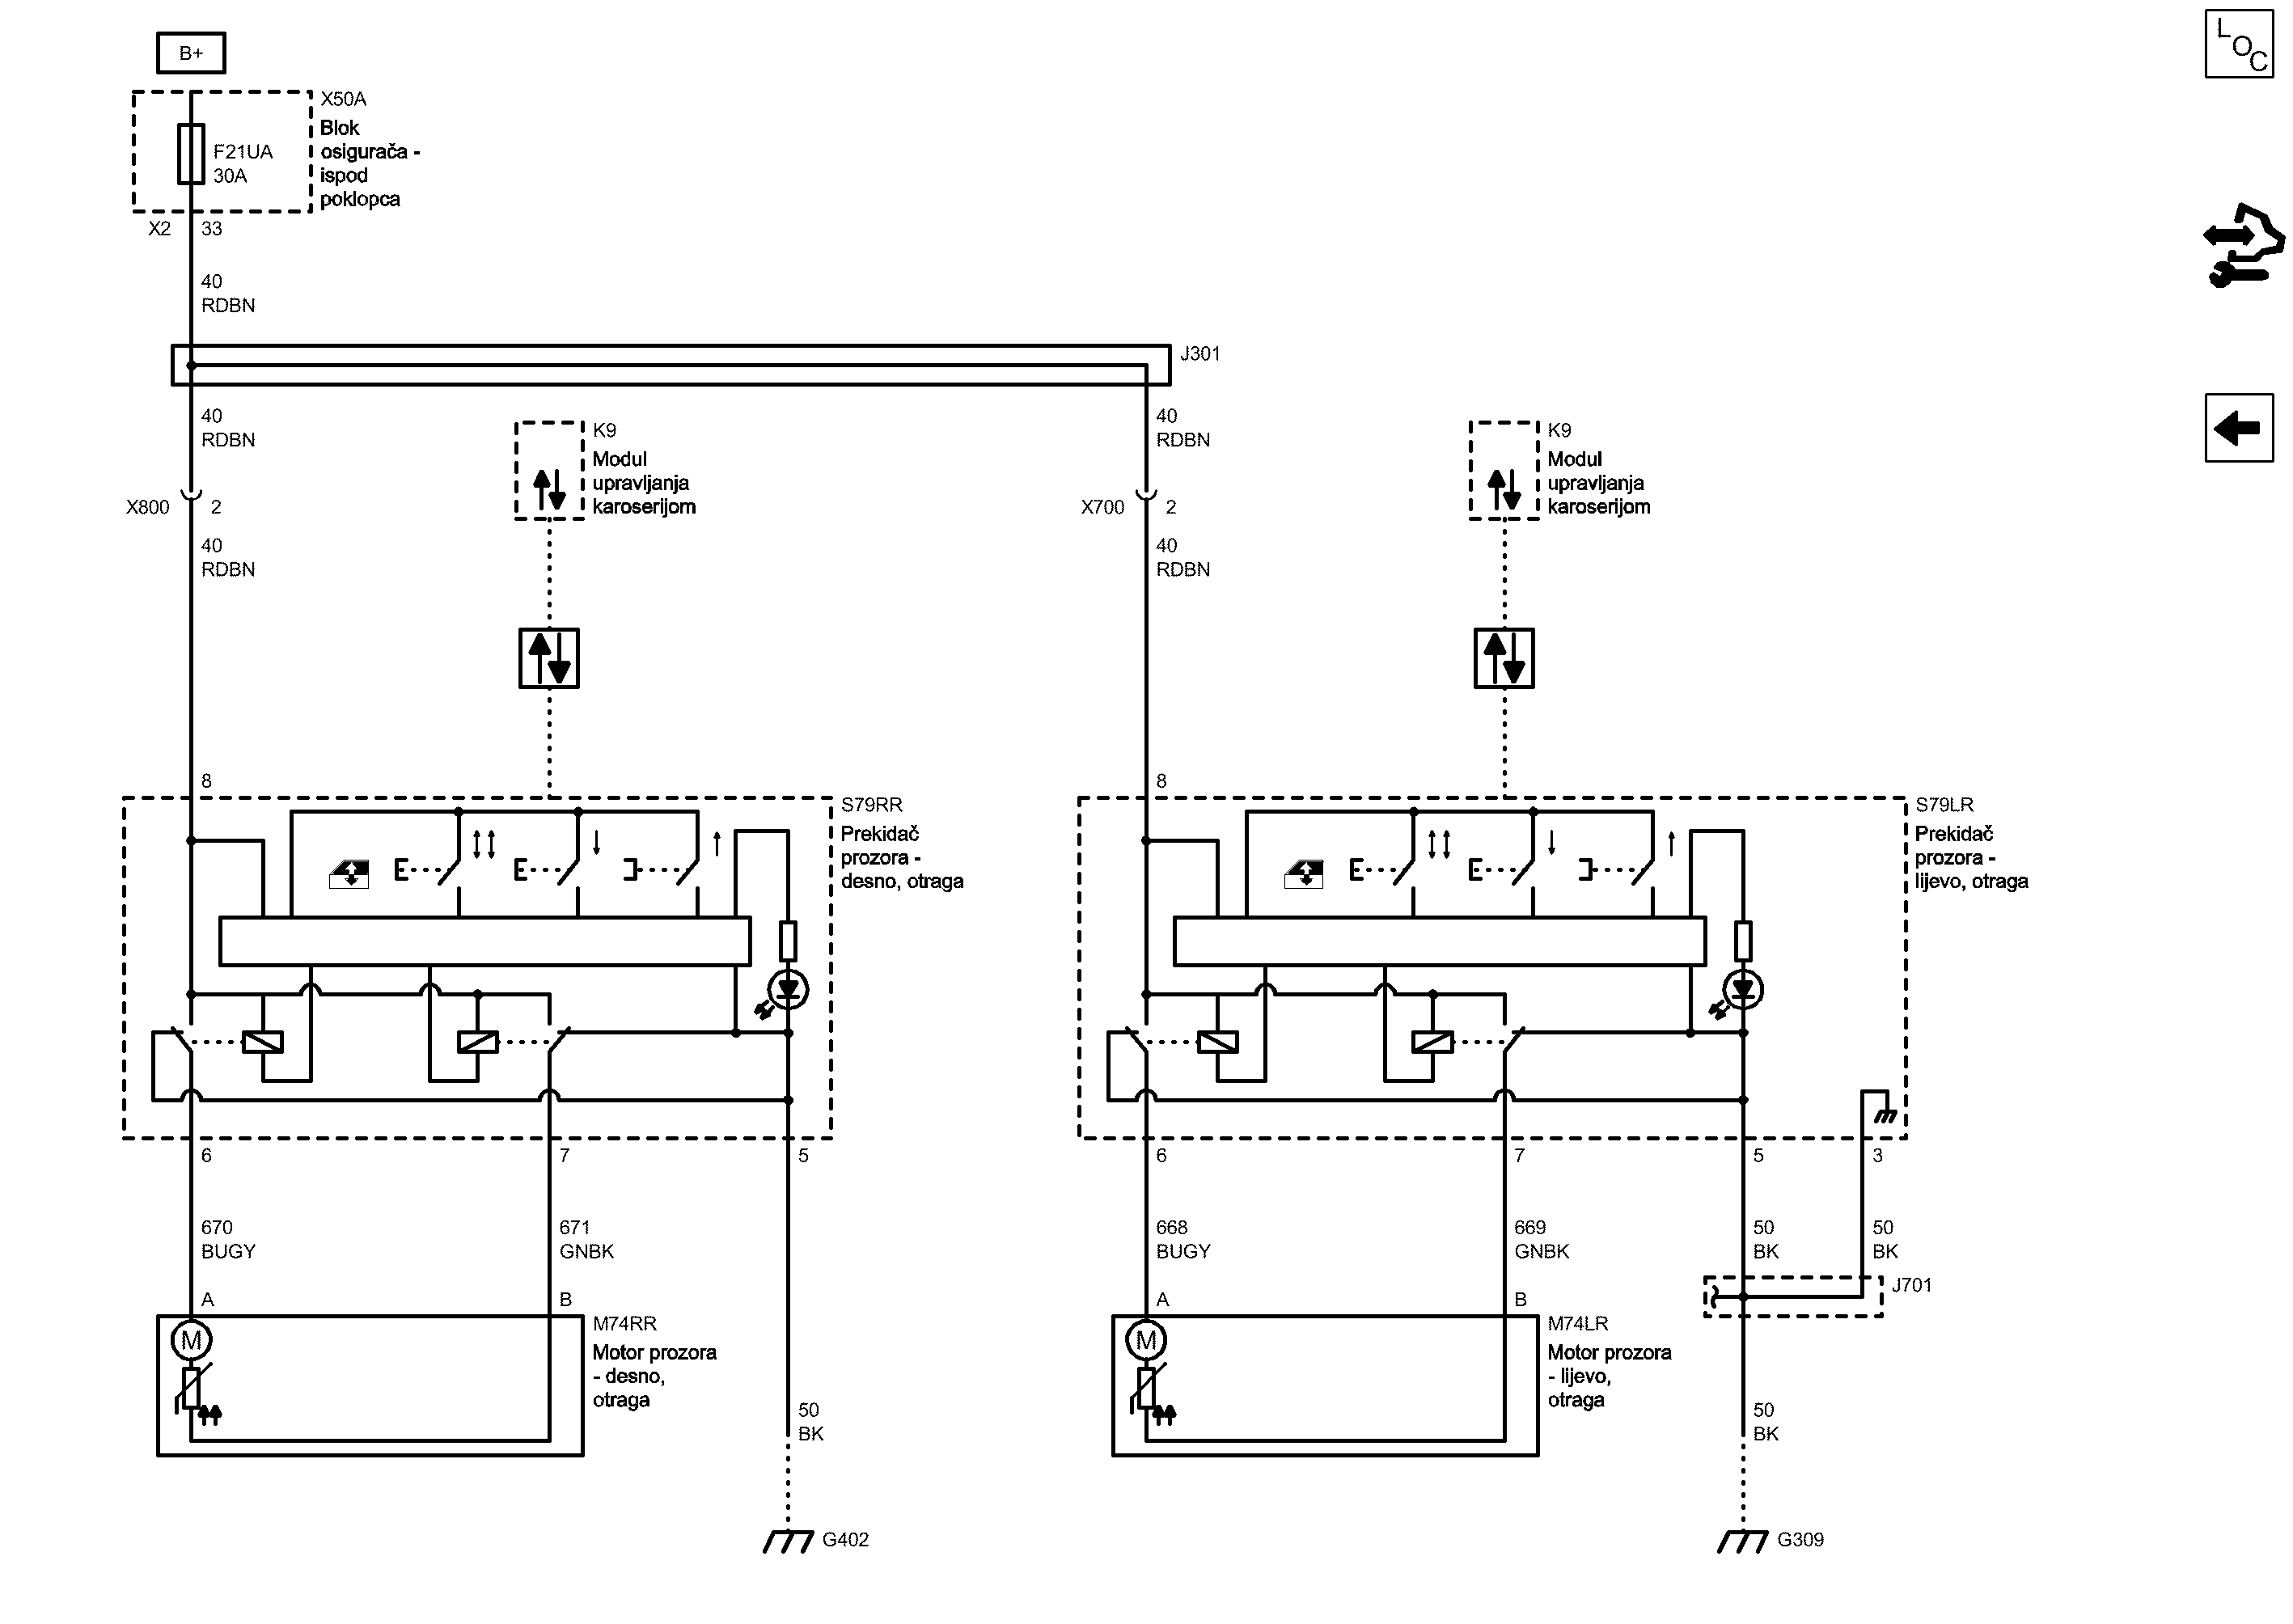 B+
X50A
Blok
osigurača -
ispod
poklopca
F21UA
30A
X2
33
40
RDBN
J301
40
RDBN
X800
2
40
RDBN
K9
Modul
upravljanja
karoserijom
40
RDBN
X700
2
40
RDBN
K9
Modul
upravljanja
karoserijom
8
S79RR
Prekidač
prozora -
desno, otraga
6
7
5
670
BUGY
671
GNBK
A
B
M
M74RR
Motor prozora
- desno,
otraga
50
BK
G402
8
S79LR
Prekidač
prozora -
lijevo, otraga
6
7
5
3
668
BUGY
669
GNBK
50
BK
50
BK
J701
A
B
M
M74LR
Motor prozora
- lijevo,
otraga
50
BK
G309
LOC